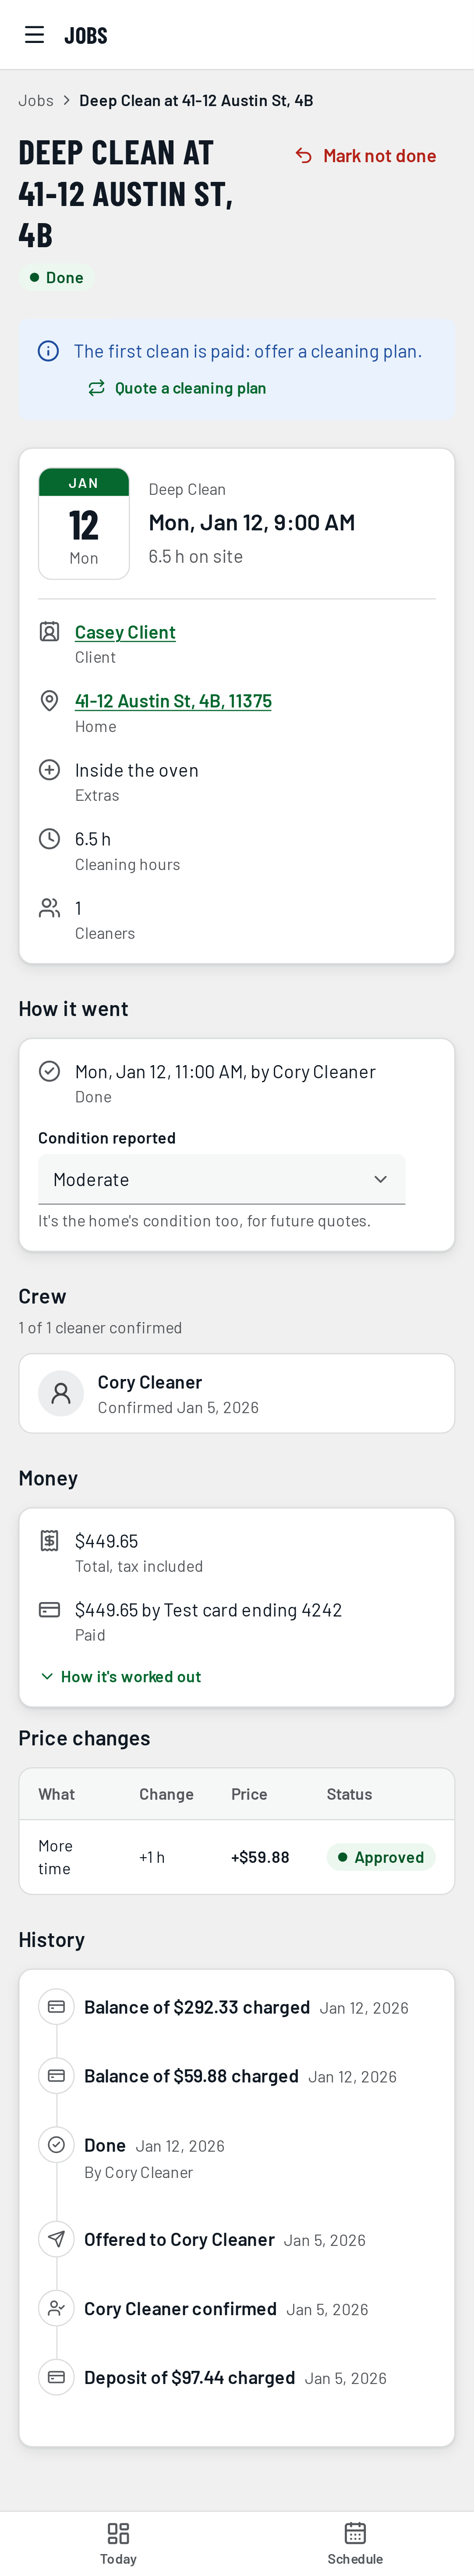 JOBS
Jobs > Deep Clean at 41-12 Austin St, 4B
DEEP CLEAN AT
41-12 AUSTIN ST,
4B
Mark not done
Done
The first clean is paid: offer a cleaning plan.
Quote a cleaning plan
JAN
12
Mon
Deep Clean
Mon, Jan 12, 9:00 AM
6.5 h on site
Casey Client
Client
41-12 Austin St, 4B, 11375
Home
Inside the oven
Extras
6.5 h
Cleaning hours
1
Cleaners
How it went
Mon, Jan 12, 11:00 AM, by Cory Cleaner
Done
Condition reported
Moderate
It's the home's condition too, for future quotes.
Crew
1 of 1 cleaner confirmed
Cory Cleaner
Confirmed Jan 5, 2026
Money
$449.65
Total, tax included
$449.65 by Test card ending 4242
Paid
How it's worked out
Price changes
What Change Price Status
More time +1 h +$59.88 Approved
History
Balance of $292.33 charged Jan 12, 2026
Balance of $59.88 charged Jan 12, 2026
Done Jan 12, 2026
By Cory Cleaner
Offered to Cory Cleaner Jan 5, 2026
Cory Cleaner confirmed Jan 5, 2026
Deposit of $97.44 charged Jan 5, 2026
Today Schedule